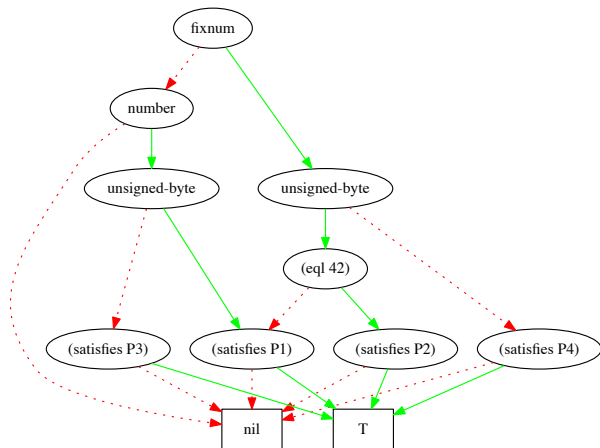 fixnum
number
unsigned-byte unsigned-byte
(eql 42)
(satisfies P3) (satisfies P1) (satisfies P2) (satisfies P4)
nil T